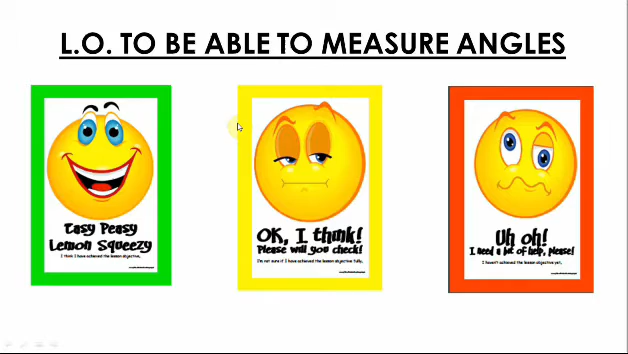 L.O. TO BE ABLE TO MEASURE ANGLES
Easy Peasy
Lemon Squeezy
I think I have achieved the lesson objective.
OK, I think!
Please will you check!
I'm not sure if I have achieved the lesson objective fully.
Uh oh!
I need a bit of help, please!
I haven't achieved the lesson objective yet.